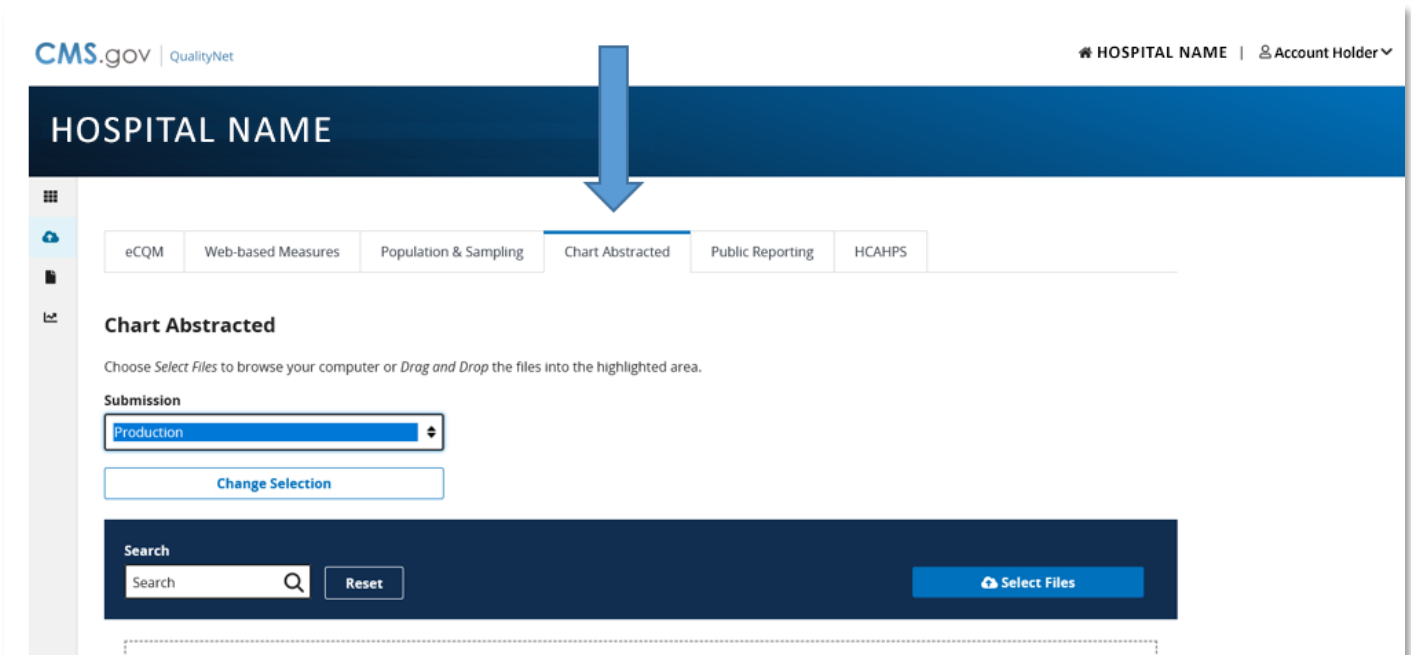 CMS.gov | QualityNet
HOSPITAL NAME | Account Holder
HOSPITAL NAME
eCQM Web-based Measures Population & Sampling Chart Abstracted Public Reporting HCAHPS
Chart Abstracted
Choose Select Files to browse your computer or Drag and Drop the files into the highlighted area.
Submission
Production
Change Selection
Search
Search Reset Select Files